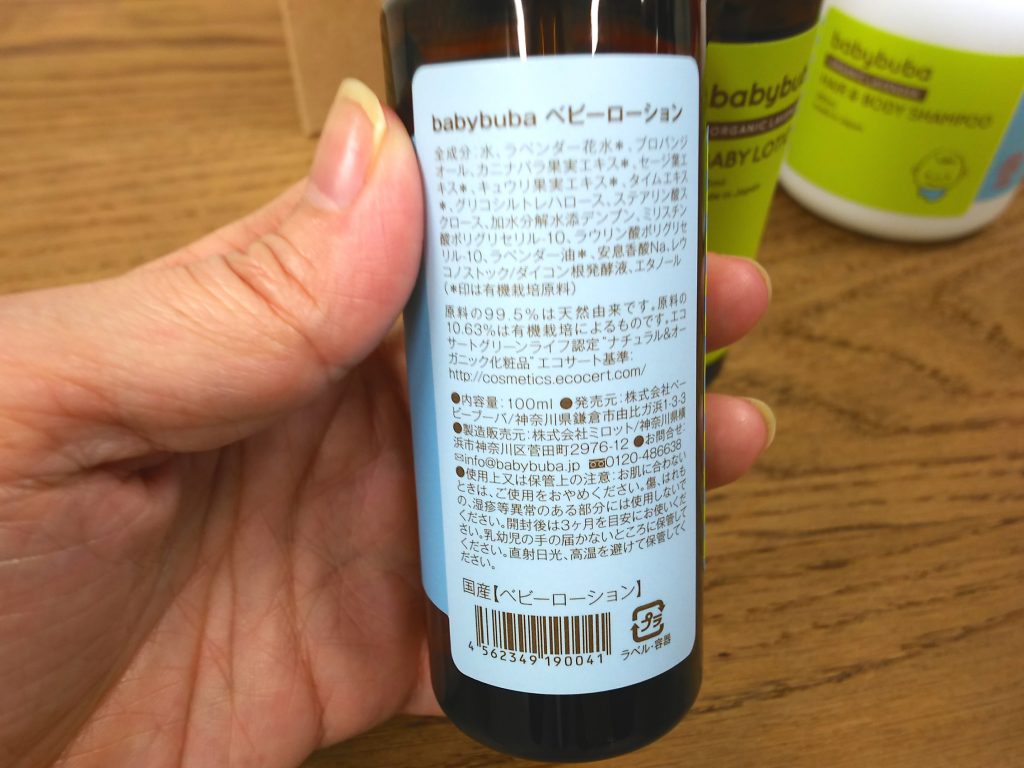 babybuba ベビーローション
全成分:水、ラベンダー花水＊、プロパンジ
オール、カニナバラ果実エキス＊、セージ葉エ
キス＊、キュウリ果実エキス＊、タイムエキス
＊、グリコシルトレハロース、ステアリン酸ス
クロース、加水分解水添デンプン、ミリスチン
酸ポリグリセリル-10、ラウリン酸ポリグリセ
リル-10、ラベンダー油＊、安息香酸Na、レウ
コノストック/ダイコン根発酵液、エタノール
(＊印は有機栽培原料)
原料の99.5%は天然由来です。原料の
10.63%は有機栽培によるものです。エコ
サートグリーンライフ認定"ナチュラル&オー
ガニック化粧品"エコサート基準:
http://cosmetics.ecocert.com/
●内容量:100ml ●発売元:株式会社ベー
ビーブーバ/神奈川県鎌倉市由比ガ浜1-3-3
●製造販売元:株式会社ミロット/神奈川県横
浜市神奈川区菅田町2976-12 ●お問合せ:
✉info@babybuba.jp ☎0120-486638
●使用上又は保管上の注意:お肌に合わない
ときは、ご使用をおやめください。傷、はれも
の、湿疹等異常のある部分には使用しないで
ください。開封後は3ヶ月を目安にお使いくだ
さい。乳幼児の手の届かないところに保管して
ください。直射日光、高温を避けて保管してく
ださい。
国産【ベビーローション】
4 562349 190041
プラ
ラベル・容器
babybu
ORGANIC LAV
ABY LOT
Made in Japan
babybuba
HAIR & BODY SHAMPOO